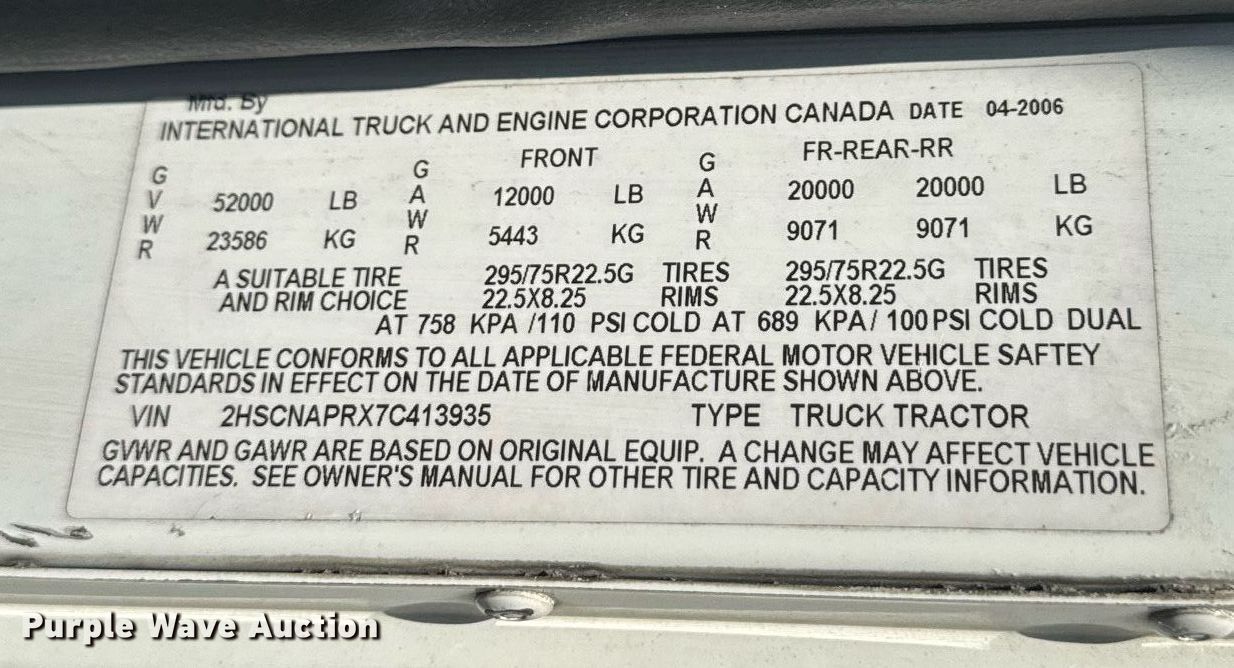 Mfd. By
INTERNATIONAL TRUCK AND ENGINE CORPORATION CANADA DATE 04-2006
GVWR 52000 LB 23586 KG
GAWR FRONT 12000 LB 5443 KG
GAWR FR-REAR-RR 20000 20000 LB 9071 9071 KG
A SUITABLE TIRE 295/75R22.5G TIRES 295/75R22.5G TIRES
AND RIM CHOICE 22.5X8.25 RIMS 22.5X8.25 RIMS
AT 758 KPA /110 PSI COLD AT 689 KPA/ 100 PSI COLD DUAL
THIS VEHICLE CONFORMS TO ALL APPLICABLE FEDERAL MOTOR VEHICLE SAFTEY
STANDARDS IN EFFECT ON THE DATE OF MANUFACTURE SHOWN ABOVE.
VIN 2HSCNAPRX7C413935 TYPE TRUCK TRACTOR
GVWR AND GAWR ARE BASED ON ORIGINAL EQUIP. A CHANGE MAY AFFECT VEHICLE
CAPACITIES. SEE OWNER'S MANUAL FOR OTHER TIRE AND CAPACITY INFORMATION.
Purple Wave Auction